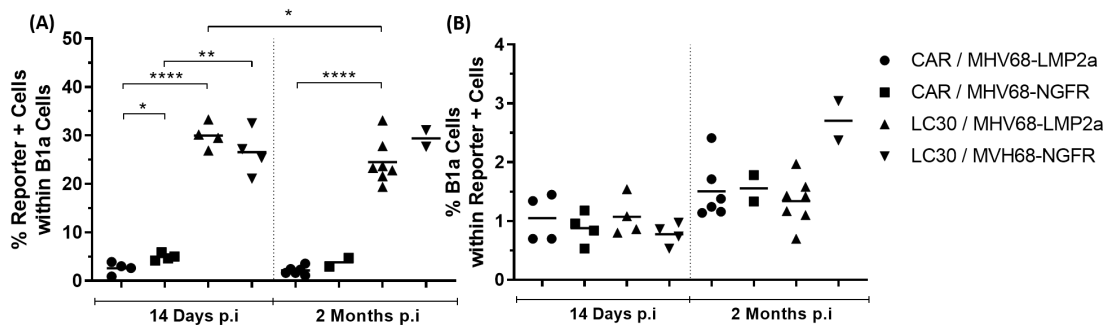 (A)
*
50
40
30
20
10
0
% Reporter + Cells
within B1a Cells
**
****
*
****
14 Days p.i
2 Months p.i
(B)
4
3
2
1
0
% B1a Cells
within Reporter + Cells
14 Days p.i
2 Months p.i
CAR / MHV68-LMP2a
CAR / MHV68-NGFR
LC30 / MHV68-LMP2a
LC30 / MVH68-NGFR